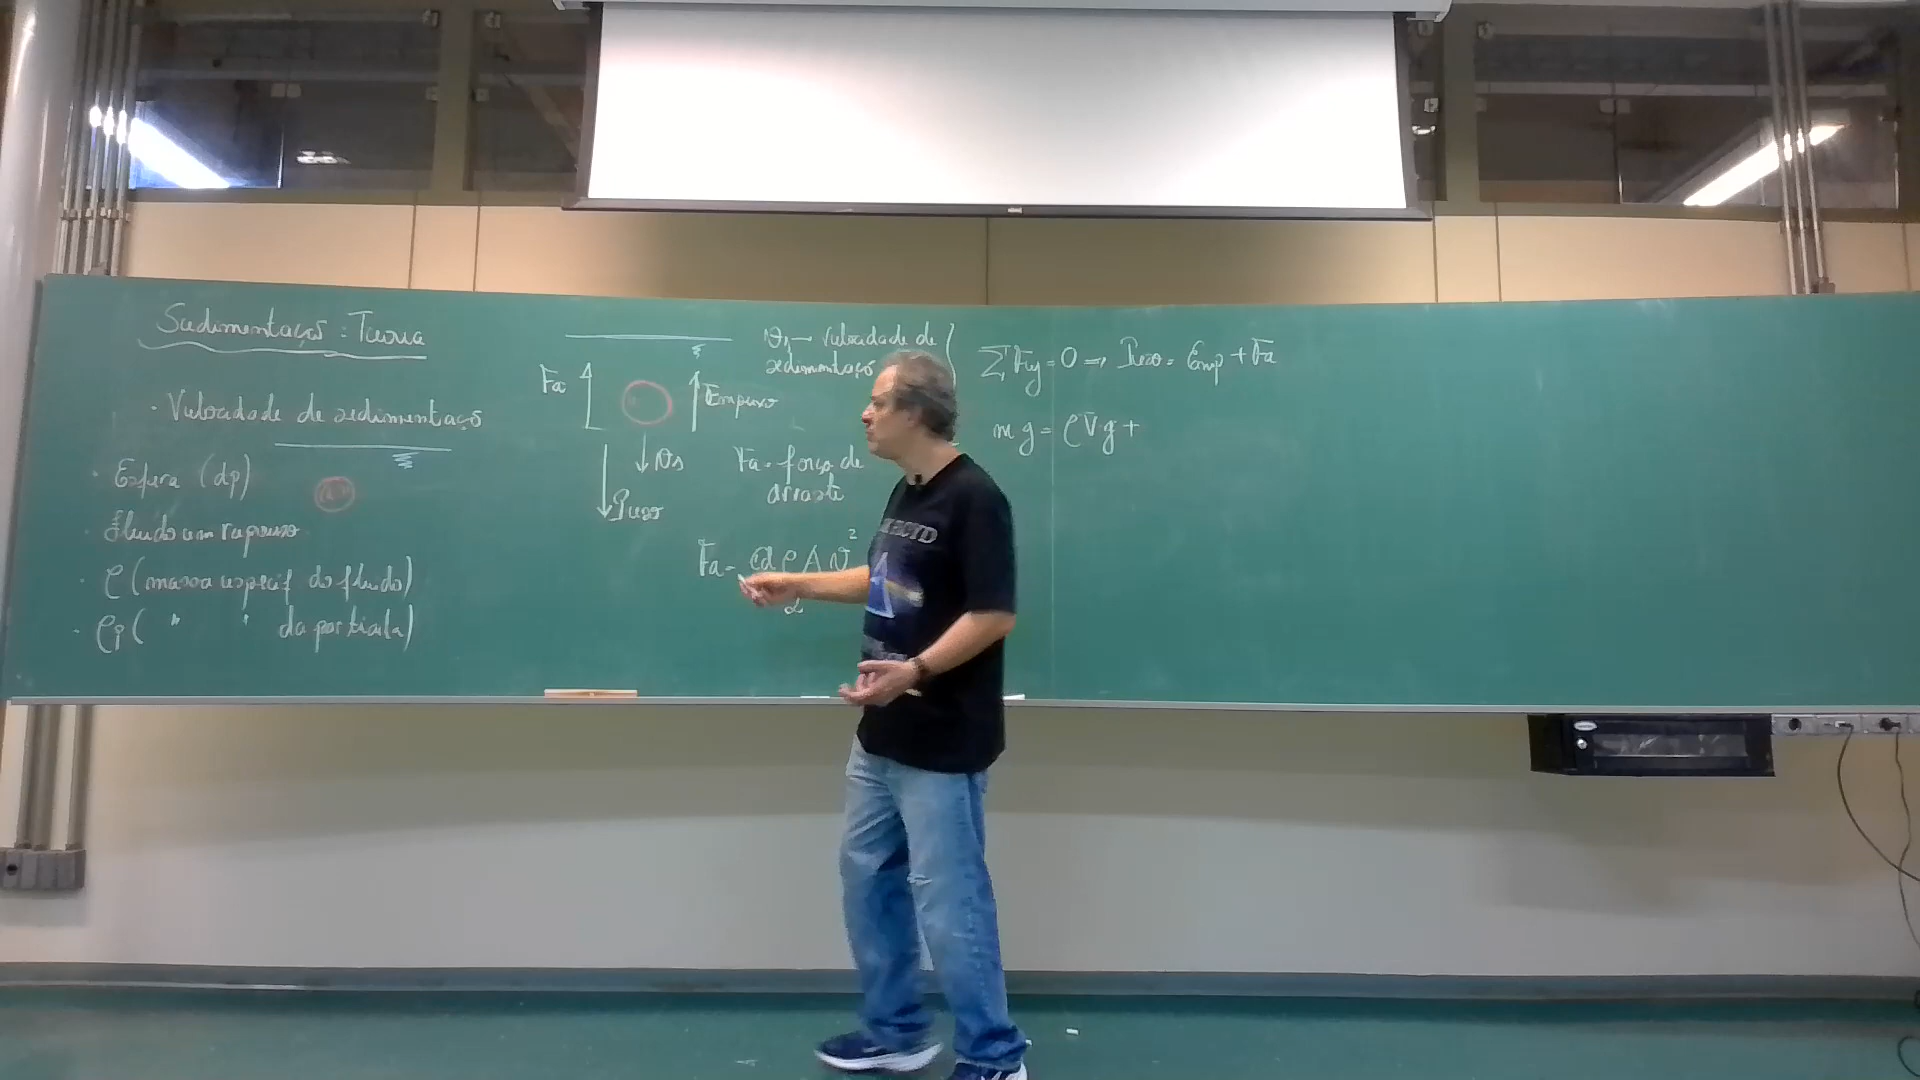 Sedimentação: Teoria
· Velocidade de sedimentação
· Esfera (dp)
· fluido em repouso
· ρ (massa específ do fluido)
· ρp ( " " da partícula)
Fa
Empuxo
vs
Peso
vs → velocidade de
sedimentação
Fa = força de
arraste
Fa = Cd ρ A v²
2
Σ Fy = 0 ⇒ Peso = Emp + Fa
m g = ρ V g +